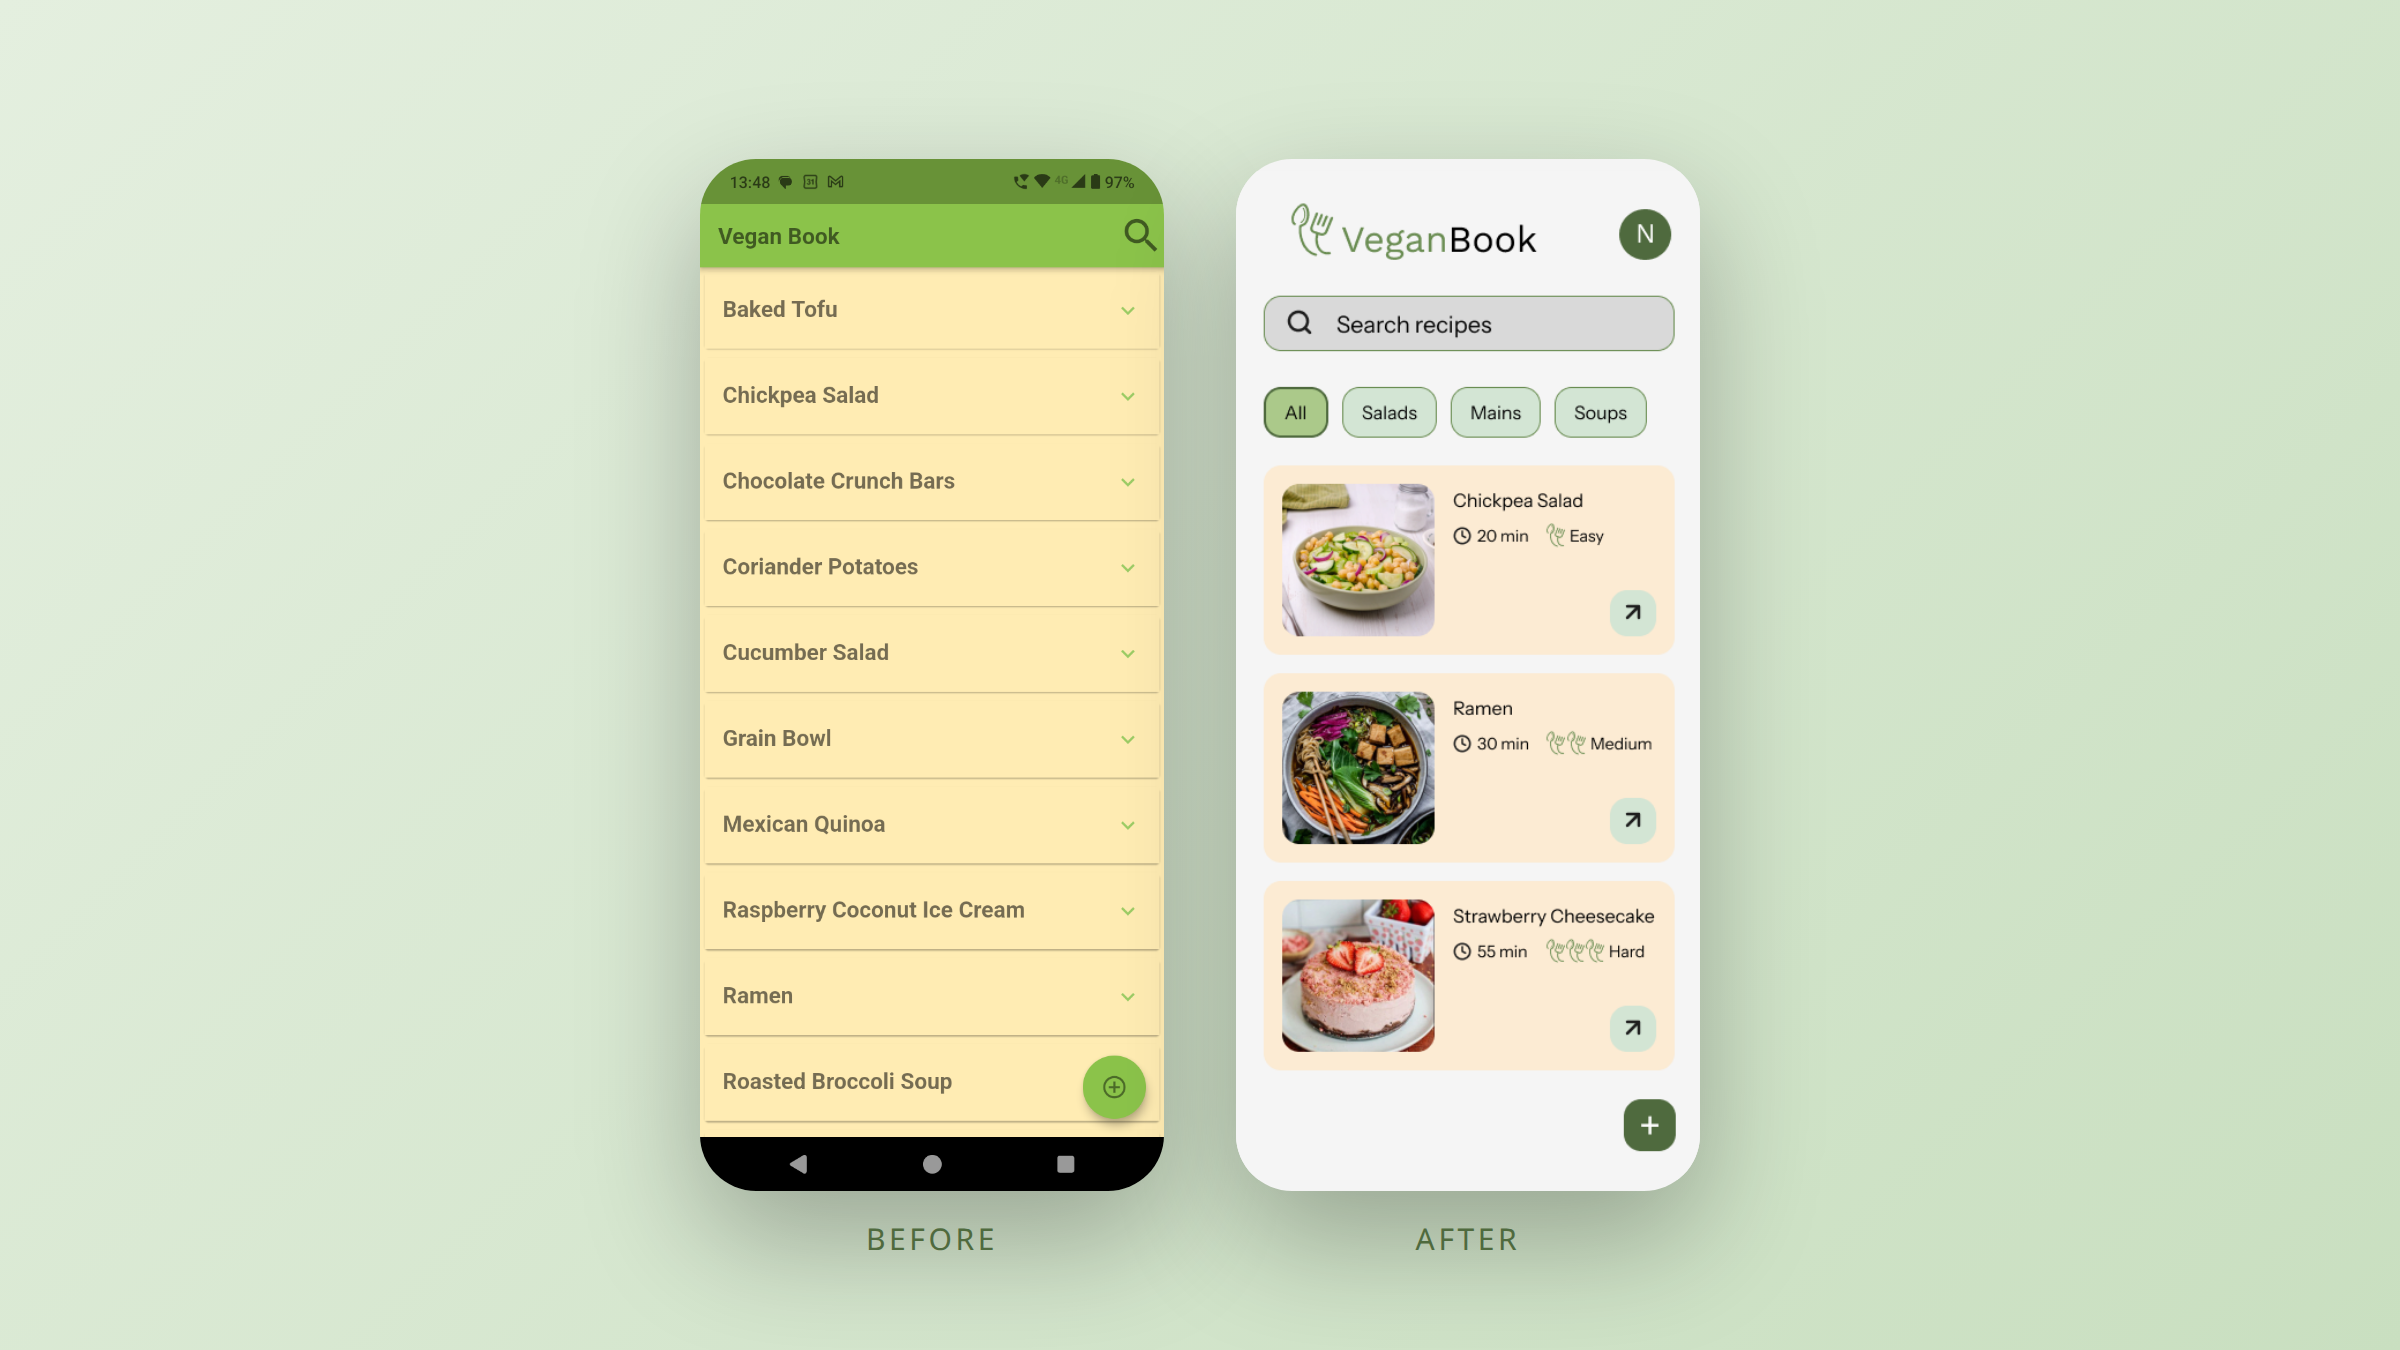 13:48
4G
97%
Vegan Book
Baked Tofu
Chickpea Salad
Chocolate Crunch Bars
Coriander Potatoes
Cucumber Salad
Grain Bowl
Mexican Quinoa
Raspberry Coconut Ice Cream
Ramen
Roasted Broccoli Soup
BEFORE
VeganBook
N
Search recipes
All
Salads
Mains
Soups
Chickpea Salad
20 min
Easy
Ramen
30 min
Medium
Strawberry Cheesecake
55 min
Hard
AFTER